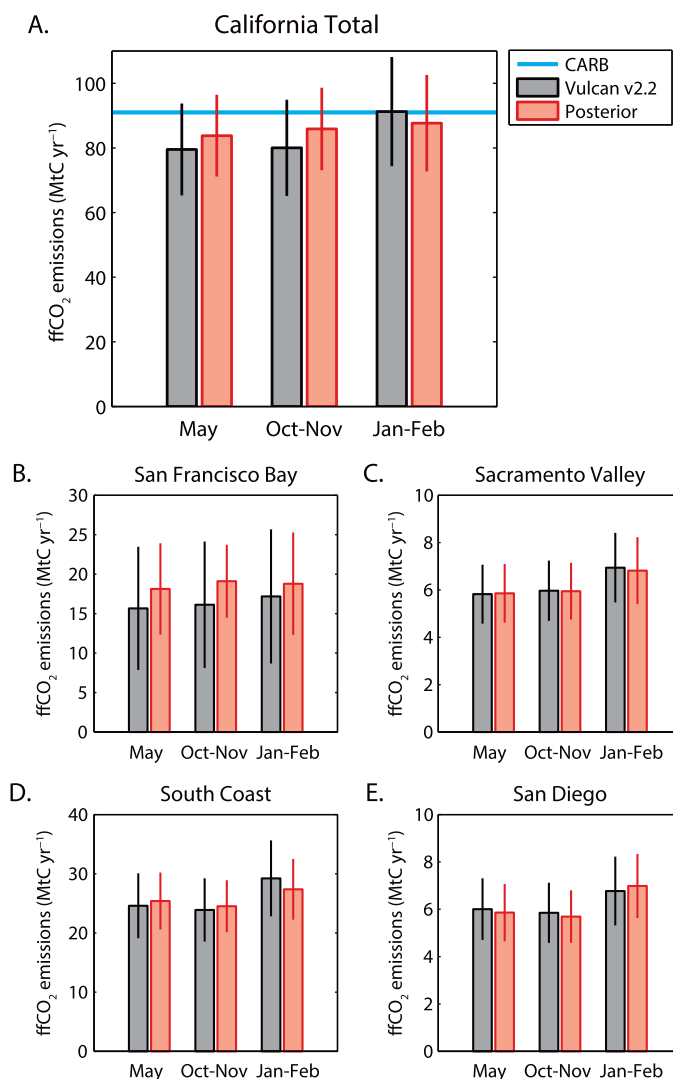 A.
California Total
CARB
Vulcan v2.2
Posterior
ffCO₂ emissions (MtC yr⁻¹)
100
80
60
40
20
0
May Oct-Nov Jan-Feb
B.
San Francisco Bay
ffCO₂ emissions (MtC yr⁻¹)
30
25
20
15
10
5
0
May Oct-Nov Jan-Feb
C.
Sacramento Valley
ffCO₂ emissions (MtC yr⁻¹)
10
8
6
4
2
0
May Oct-Nov Jan-Feb
D.
South Coast
ffCO₂ emissions (MtC yr⁻¹)
40
30
20
10
0
May Oct-Nov Jan-Feb
E.
San Diego
ffCO₂ emissions (MtC yr⁻¹)
10
8
6
4
2
0
May Oct-Nov Jan-Feb